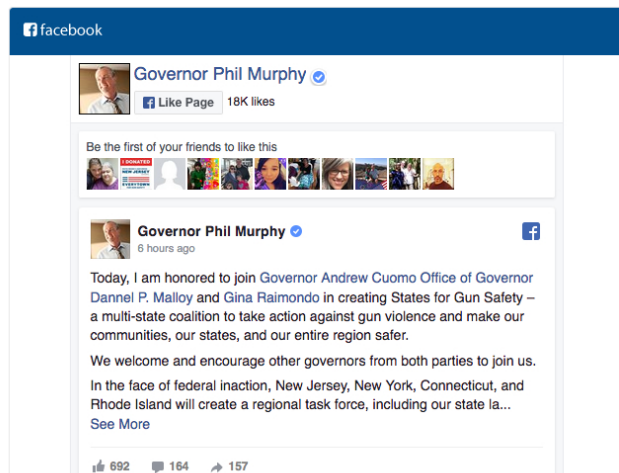 facebook
Governor Phil Murphy
Like Page 18K likes
Be the first of your friends to like this
I DONATED
NEW JERSEY
EVERYTOWN
Governor Phil Murphy
6 hours ago
Today, I am honored to join Governor Andrew Cuomo Office of Governor
Dannel P. Malloy and Gina Raimondo in creating States for Gun Safety –
a multi-state coalition to take action against gun violence and make our
communities, our states, and our entire region safer.
We welcome and encourage other governors from both parties to join us.
In the face of federal inaction, New Jersey, New York, Connecticut, and
Rhode Island will create a regional task force, including our state la...
See More
692 164 157